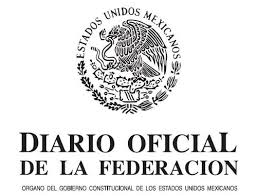 ESTADOS UNIDOS MEXICANOS
DIARIO OFICIAL
DE LA FEDERACION
ORGANO DEL GOBIERNO CONSTITUCIONAL DE LOS ESTADOS UNIDOS MEXICANOS